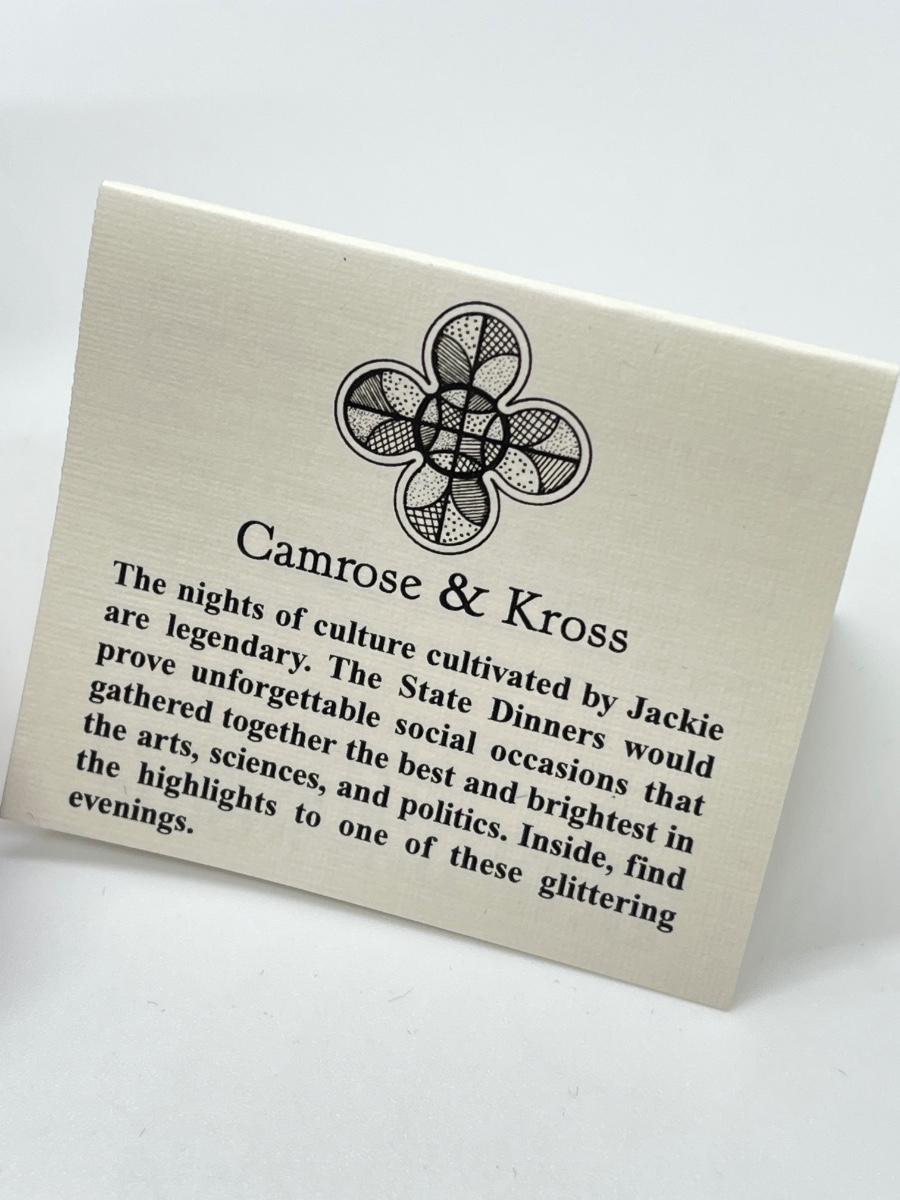 Camrose & Kross
The nights of culture cultivated by Jackie
are legendary. The State Dinners would
prove unforgettable social occasions that
gathered together the best and brightest in
the arts, sciences, and politics. Inside, find
the highlights to one of these glittering
evenings.